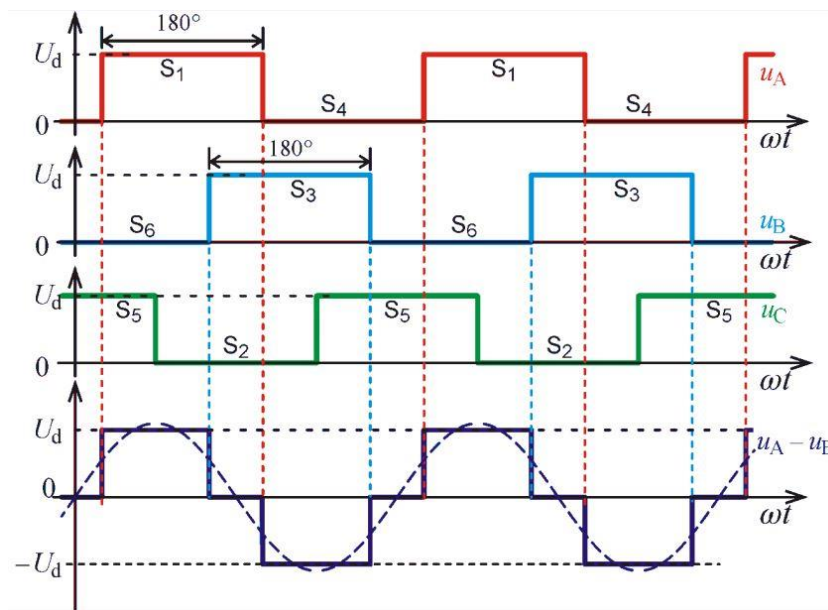 180°
U_d S₁ S₁ u_A
S₄ S₄
0 ωt
180°
U_d S₃ S₃
S₆ S₆ u_B
0 ωt
U_d S₅ S₅ S₅ u_C
S₂ S₂
0 ωt
U_d u_A – u_B
0 ωt
–U_d